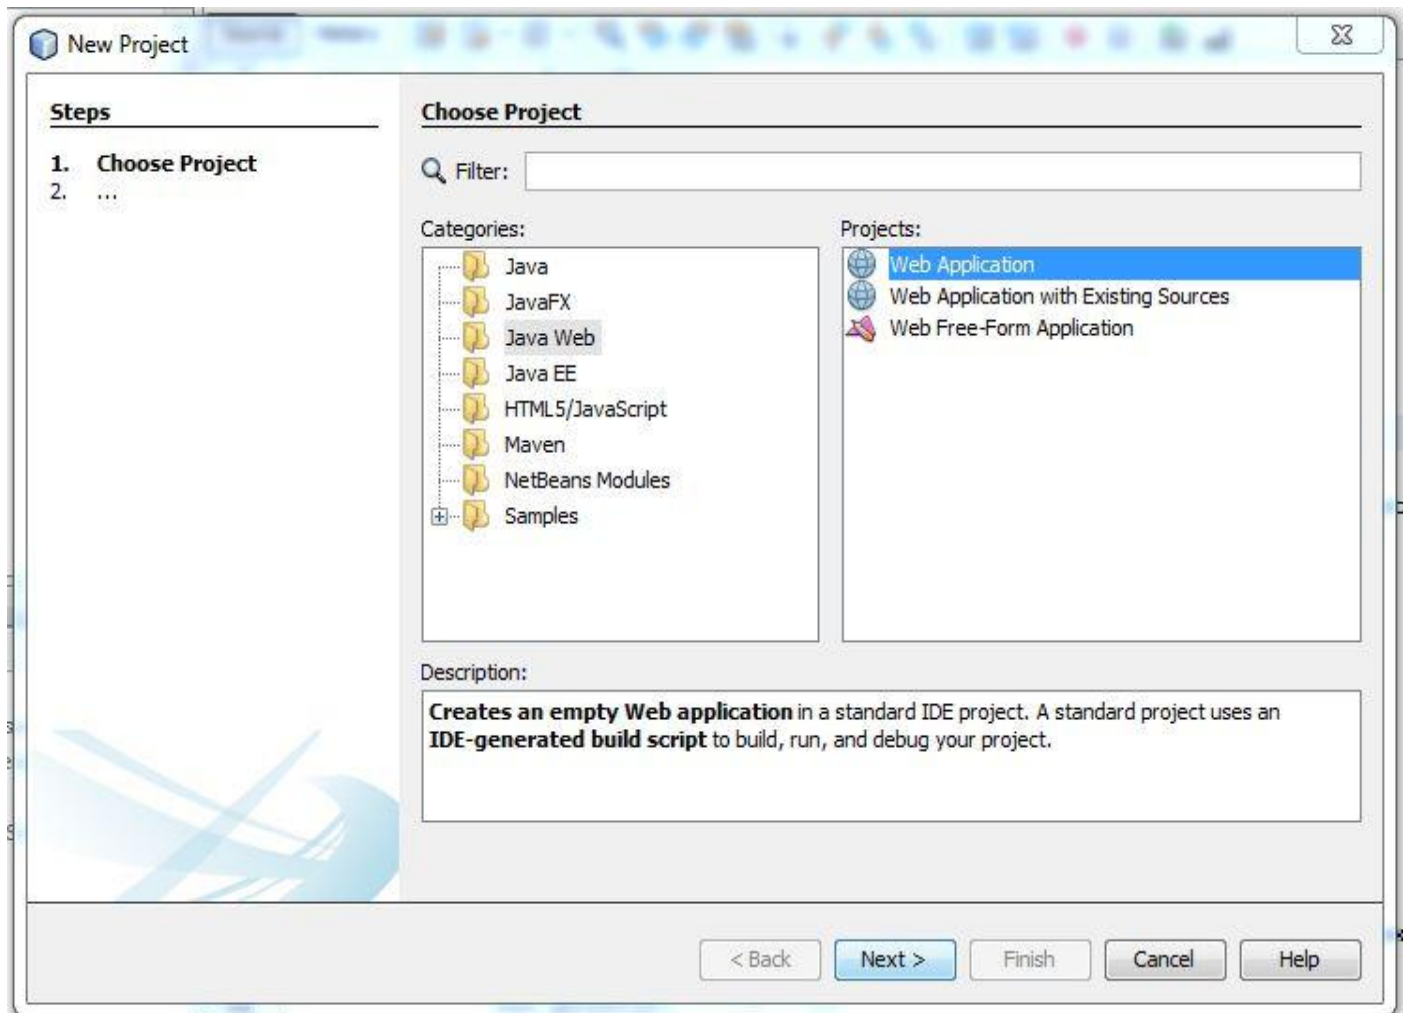 New Project
Steps
1. Choose Project
2. ...
Choose Project
Filter:
Categories:
Java
JavaFX
Java Web
Java EE
HTML5/JavaScript
Maven
NetBeans Modules
Samples
Projects:
Web Application
Web Application with Existing Sources
Web Free-Form Application
Description:
Creates an empty Web application in a standard IDE project. A standard project uses an
IDE-generated build script to build, run, and debug your project.
< Back
Next >
Finish
Cancel
Help